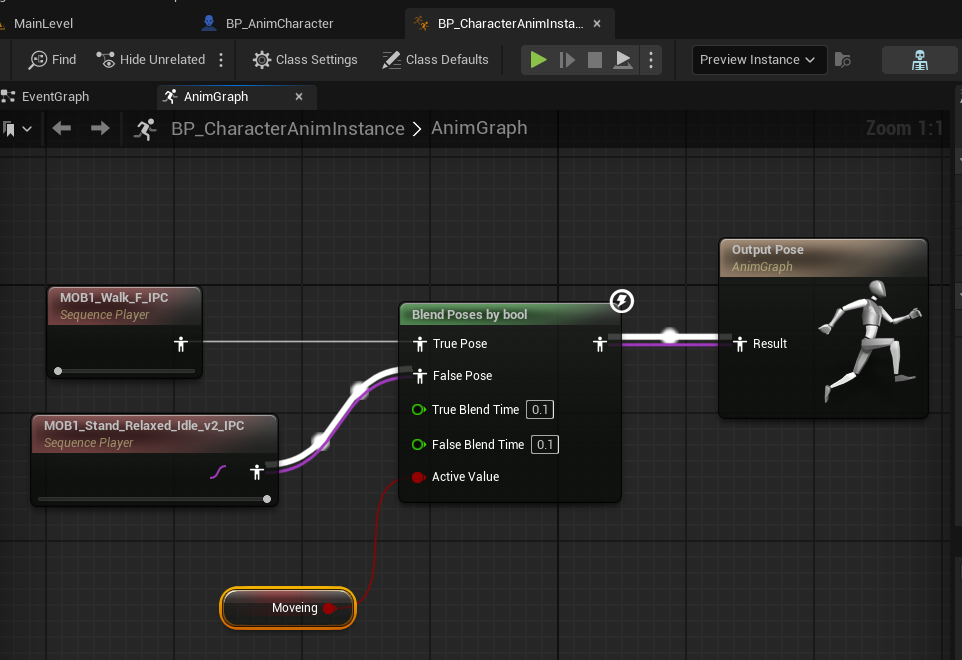 MainLevel
BP_AnimCharacter
BP_CharacterAnimInsta...
Find
Hide Unrelated
Class Settings
Class Defaults
Preview Instance
EventGraph
AnimGraph
BP_CharacterAnimInstance > AnimGraph
Zoom 1:1
Output Pose
AnimGraph
Result
MOB1_Walk_F_IPC
Sequence Player
Blend Poses by bool
True Pose
False Pose
True Blend Time 0.1
False Blend Time 0.1
Active Value
MOB1_Stand_Relaxed_Idle_v2_IPC
Sequence Player
Moveing